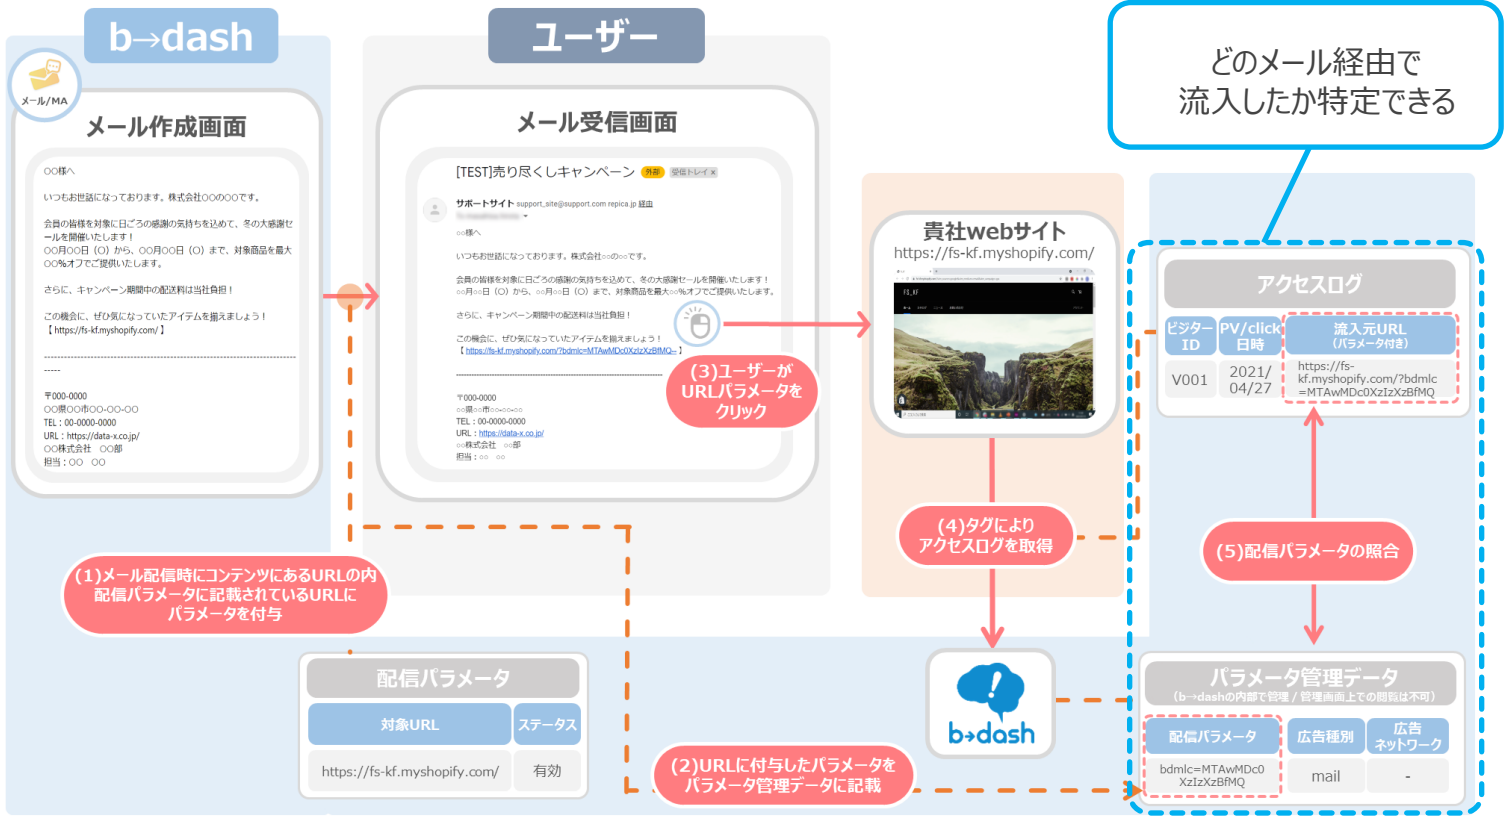 b→dash
ユーザー
どのメール経由で
流入したか特定できる
メール/MA
メール作成画面
○○様へ
いつもお世話になっております。株式会社○○の○○です。
会員の皆様を対象に日ごろの感謝の気持ちを込めて、冬の大感謝セ
ールを開催いたします！
○○月○○日（○）から、○○月○○日（○）まで、対象商品を最大
○○%オフでご提供いたします。
さらに、キャンペーン期間中の配送料は当社負担！
この機会に、ぜひ気になっていたアイテムを揃えましょう！
【 https://fs-kf.myshopify.com/ 】
〒000-0000
○○県○○市○○-○○-○○
TEL：00-0000-0000
URL：https://data-x.co.jp/
○○株式会社　○○部
担当：○○　○○
メール受信画面
[TEST]売り尽くしキャンペーン 外部 受信トレイ×
サポートサイト support_site@support.com repica.jp 経由
○○様へ
いつもお世話になっております。株式会社○○の○○です。
会員の皆様を対象に日ごろの感謝の気持ちを込めて、冬の大感謝セールを開催いたします！
○○月○○日（○）から、○○月○○日（○）まで、対象商品を最大○○%オフでご提供いたします。
さらに、キャンペーン期間中の配送料は当社負担！
この機会に、ぜひ気になっていたアイテムを揃えましょう！
【 https://fs-kf.myshopify.com/?bdmlc=MTAwMDc0XzIzXzBfMQ-- 】
〒000-0000
○○県○○市○○-○○-○○
TEL：00-0000-0000
URL：https://data-x.co.jp/
○○株式会社　○○部
担当：○○　○○
(3)ユーザーが
URLパラメータを
クリック
貴社webサイト
https://fs-kf.myshopify.com/
FS_KF
アクセスログ
ビジター
ID
PV/click
日時
流入元URL
(パラメータ付き)
V001
2021/
04/27
https://fs-
kf.myshopify.com/?bdmlc
=MTAwMDc0XzIzXzBfMQ
(4)タグにより
アクセスログを取得
(5)配信パラメータの照合
(1)メール配信時にコンテンツにあるURLの内
配信パラメータに記載されているURLに
パラメータを付与
配信パラメータ
対象URL
ステータス
https://fs-kf.myshopify.com/
有効
(2)URLに付与したパラメータを
パラメータ管理データに記載
b→dash
パラメータ管理データ
（b→dashの内部で管理 / 管理画面上での閲覧は不可）
配信パラメータ
広告種別
広告
ネットワーク
bdmlc=MTAwMDc0
XzIzXzBfMQ
mail
-